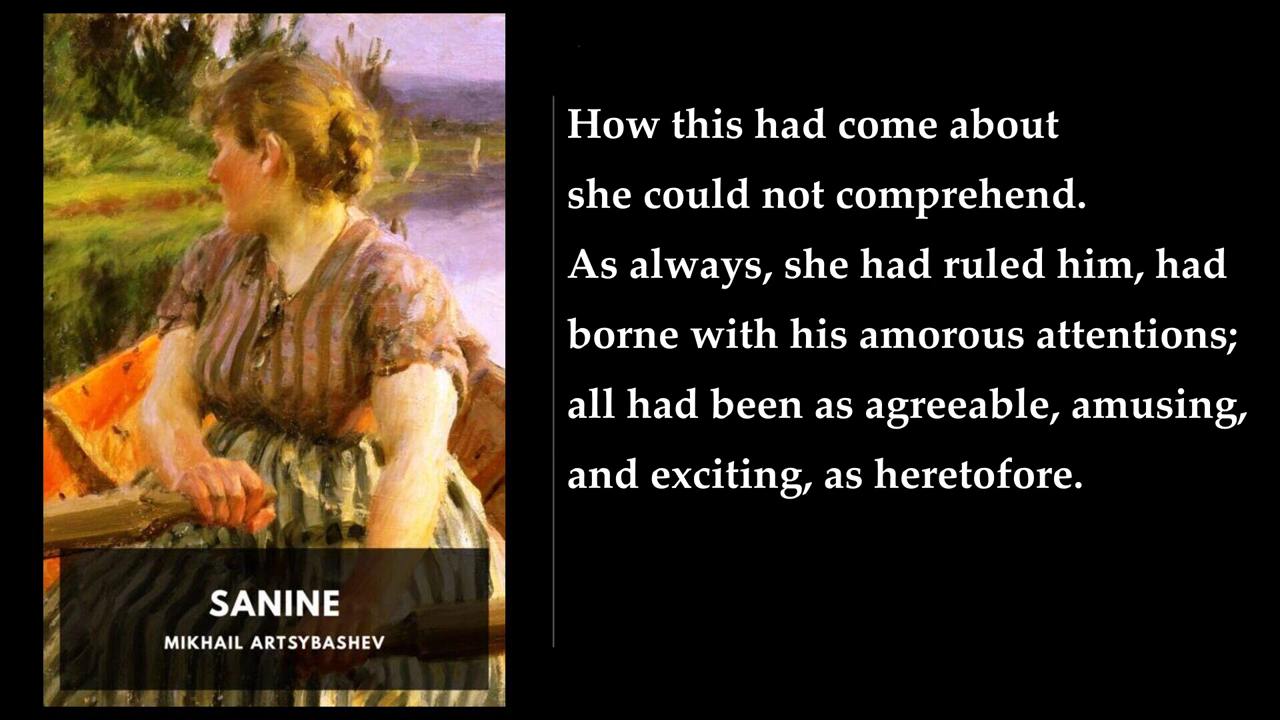 How this had come about
she could not comprehend.
As always, she had ruled him, had
borne with his amorous attentions;
all had been as agreeable, amusing,
and exciting, as heretofore.
SANINE
MIKHAIL ARTSYBASHEV